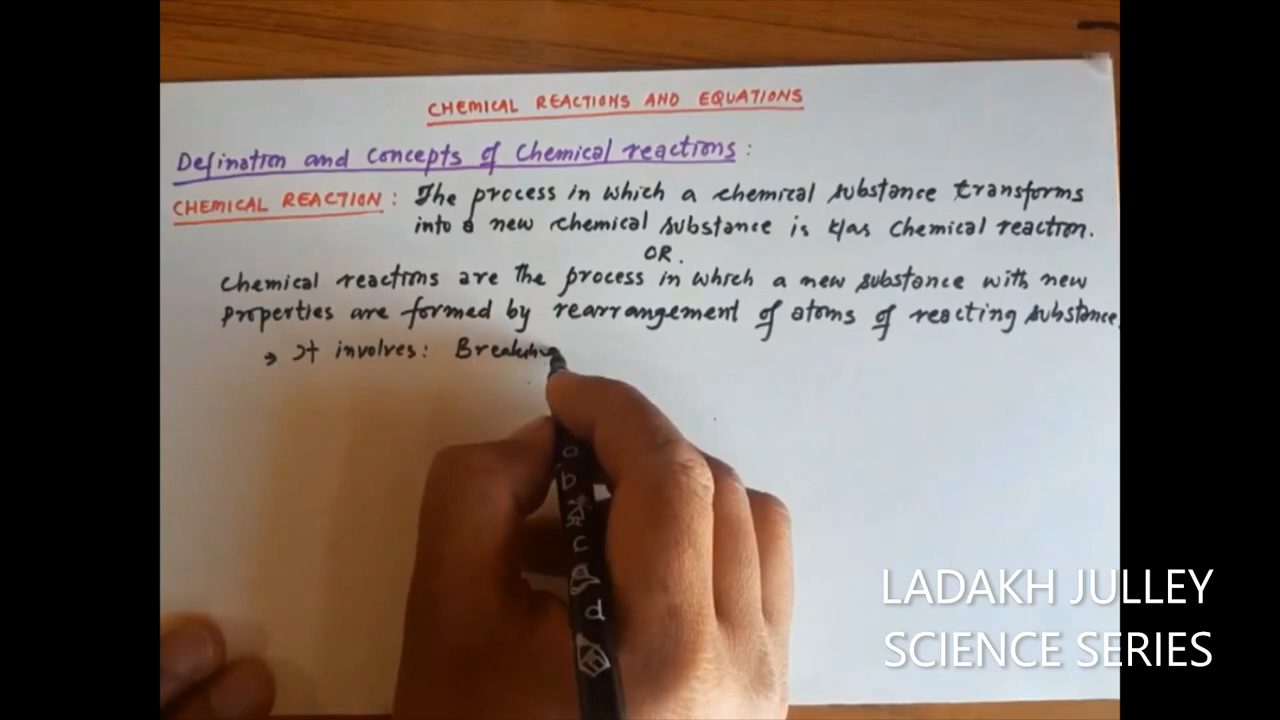 CHEMICAL REACTIONS AND EQUATIONS
Defination and Concepts of Chemical reactions:
CHEMICAL REACTION: The process in which a chemical substance transforms
into a new chemical substance is k/as Chemical reaction.
OR.
Chemical reactions are the process in which a new substance with new
properties are formed by rearrangement of atoms of reacting substance
→ It involves: Breaking
a
b
c
d
LADAKH JULLEY
SCIENCE SERIES